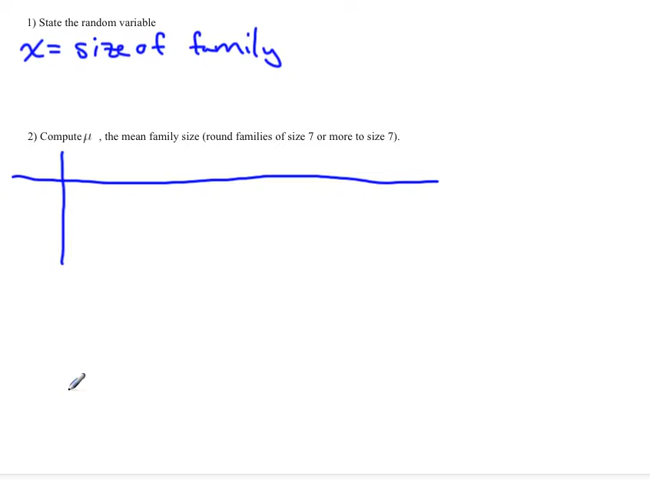 1) State the random variable
x = size of family
2) Compute μ , the mean family size (round families of size 7 or more to size 7).